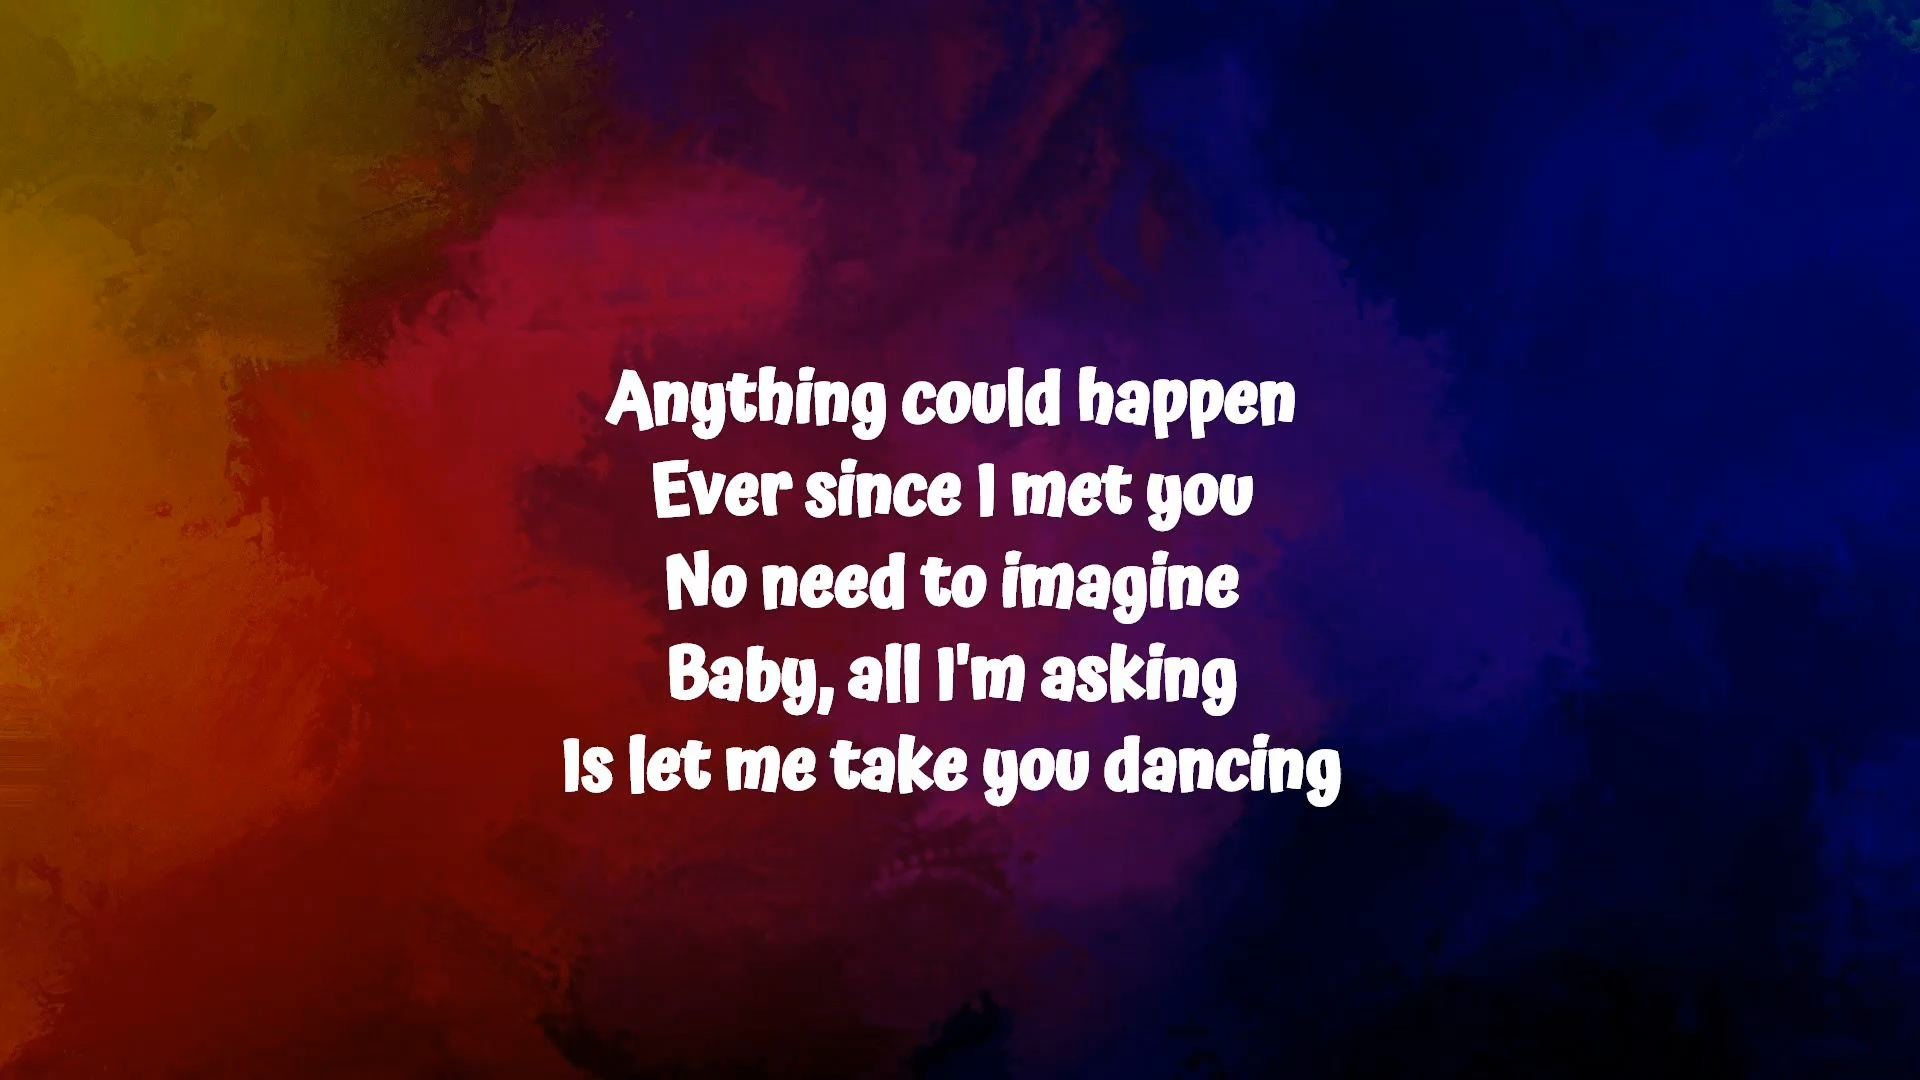 Anything could happen
Ever since I met you
No need to imagine
Baby, all I'm asking
Is let me take you dancing